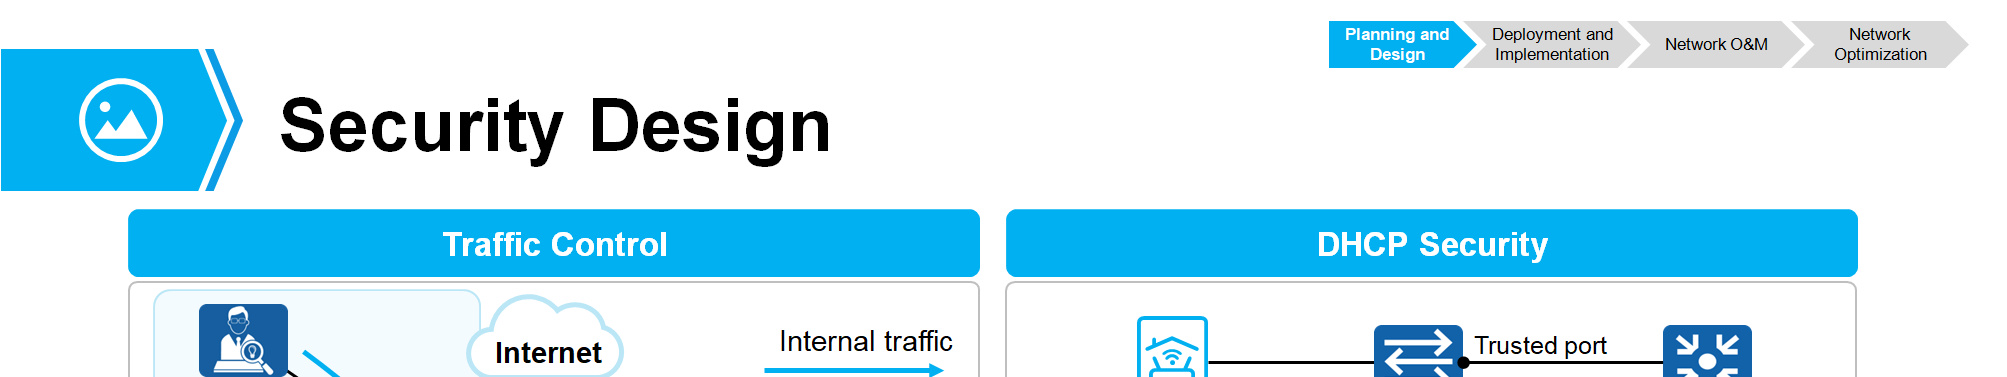 Planning and
Design
Deployment and
Implementation
Network O&M
Network
Optimization
Security Design
Traffic Control
DHCP Security
Internet
Internal traffic
Trusted port